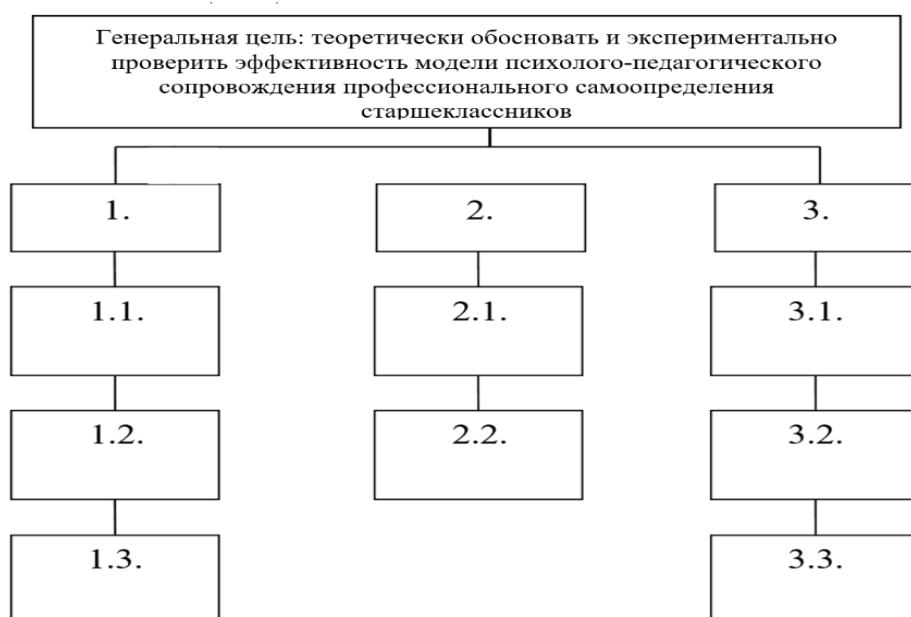 Генеральная цель: теоретически обосновать и экспериментально
проверить эффективность модели психолого-педагогического
сопровождения профессионального самоопределения
старшеклассников
1.
2.
3.
1.1.
2.1.
3.1.
1.2.
2.2.
3.2.
1.3.
3.3.